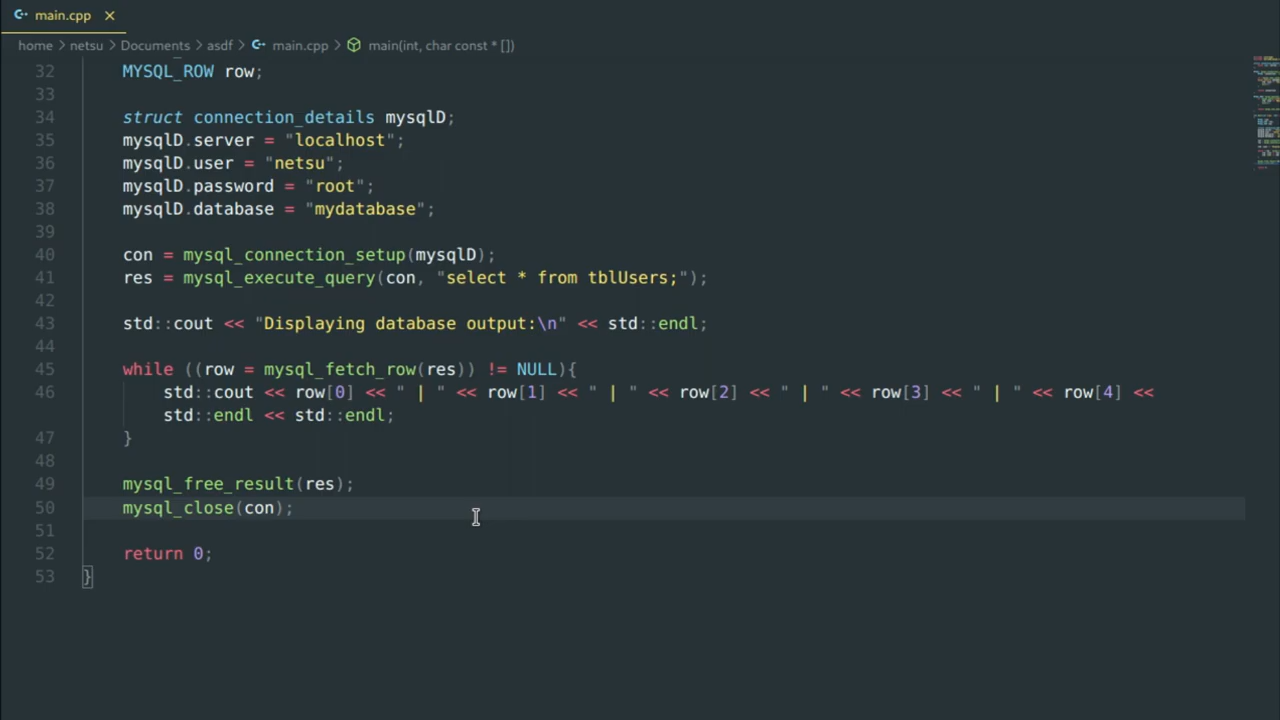 main.cpp
home > netsu > Documents > asdf > main.cpp > main(int, char const * [])
32 MYSQL_ROW row;
33
34 struct connection_details mysqlD;
35 mysqlD.server = "localhost";
36 mysqlD.user = "netsu";
37 mysqlD.password = "root";
38 mysqlD.database = "mydatabase";
39
40 con = mysql_connection_setup(mysqlD);
41 res = mysql_execute_query(con, "select * from tblUsers;");
42
43 std::cout << "Displaying database output:\n" << std::endl;
44
45 while ((row = mysql_fetch_row(res)) != NULL){
46 std::cout << row[0] << " | " << row[1] << " | " << row[2] << " | " << row[3] << " | " << row[4] <<
std::endl << std::endl;
47 }
48
49 mysql_free_result(res);
50 mysql_close(con);
51
52 return 0;
53 }